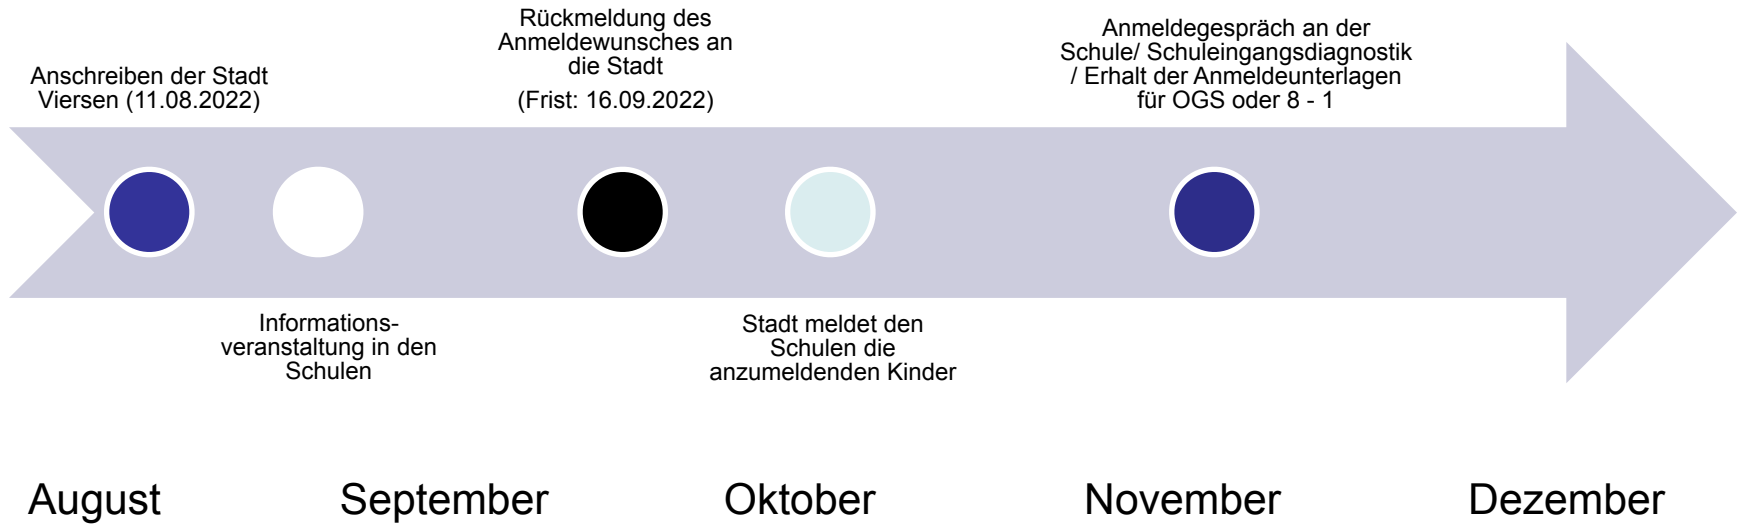 Anschreiben der Stadt
Viersen (11.08.2022)
Informations-
veranstaltung in den
Schulen
Rückmeldung des
Anmeldewunsches an
die Stadt
(Frist: 16.09.2022)
Stadt meldet den
Schulen die
anzumeldenden Kinder
Anmeldegespräch an der
Schule/ Schuleingangsdiagnostik
/ Erhalt der Anmeldeunterlagen
für OGS oder 8 - 1
August
September
Oktober
November
Dezember